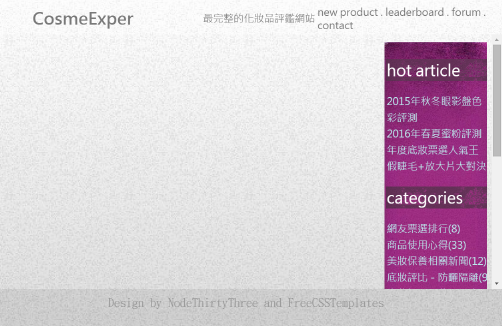 CosmeExper
最完整的化妝品評鑑網站
new product . leaderboard . forum .
contact
hot article
2015年秋冬眼影盤色
彩評測
2016年春夏蜜粉評測
年度底妝票選人氣王
假睫毛+放大片大對決
categories
網友票選排行(8)
商品使用心得(33)
美妝保養相關新聞(12)
底妝評比 - 防曬隔離(9
Design by NodeThirtyThree and FreeCSSTemplates